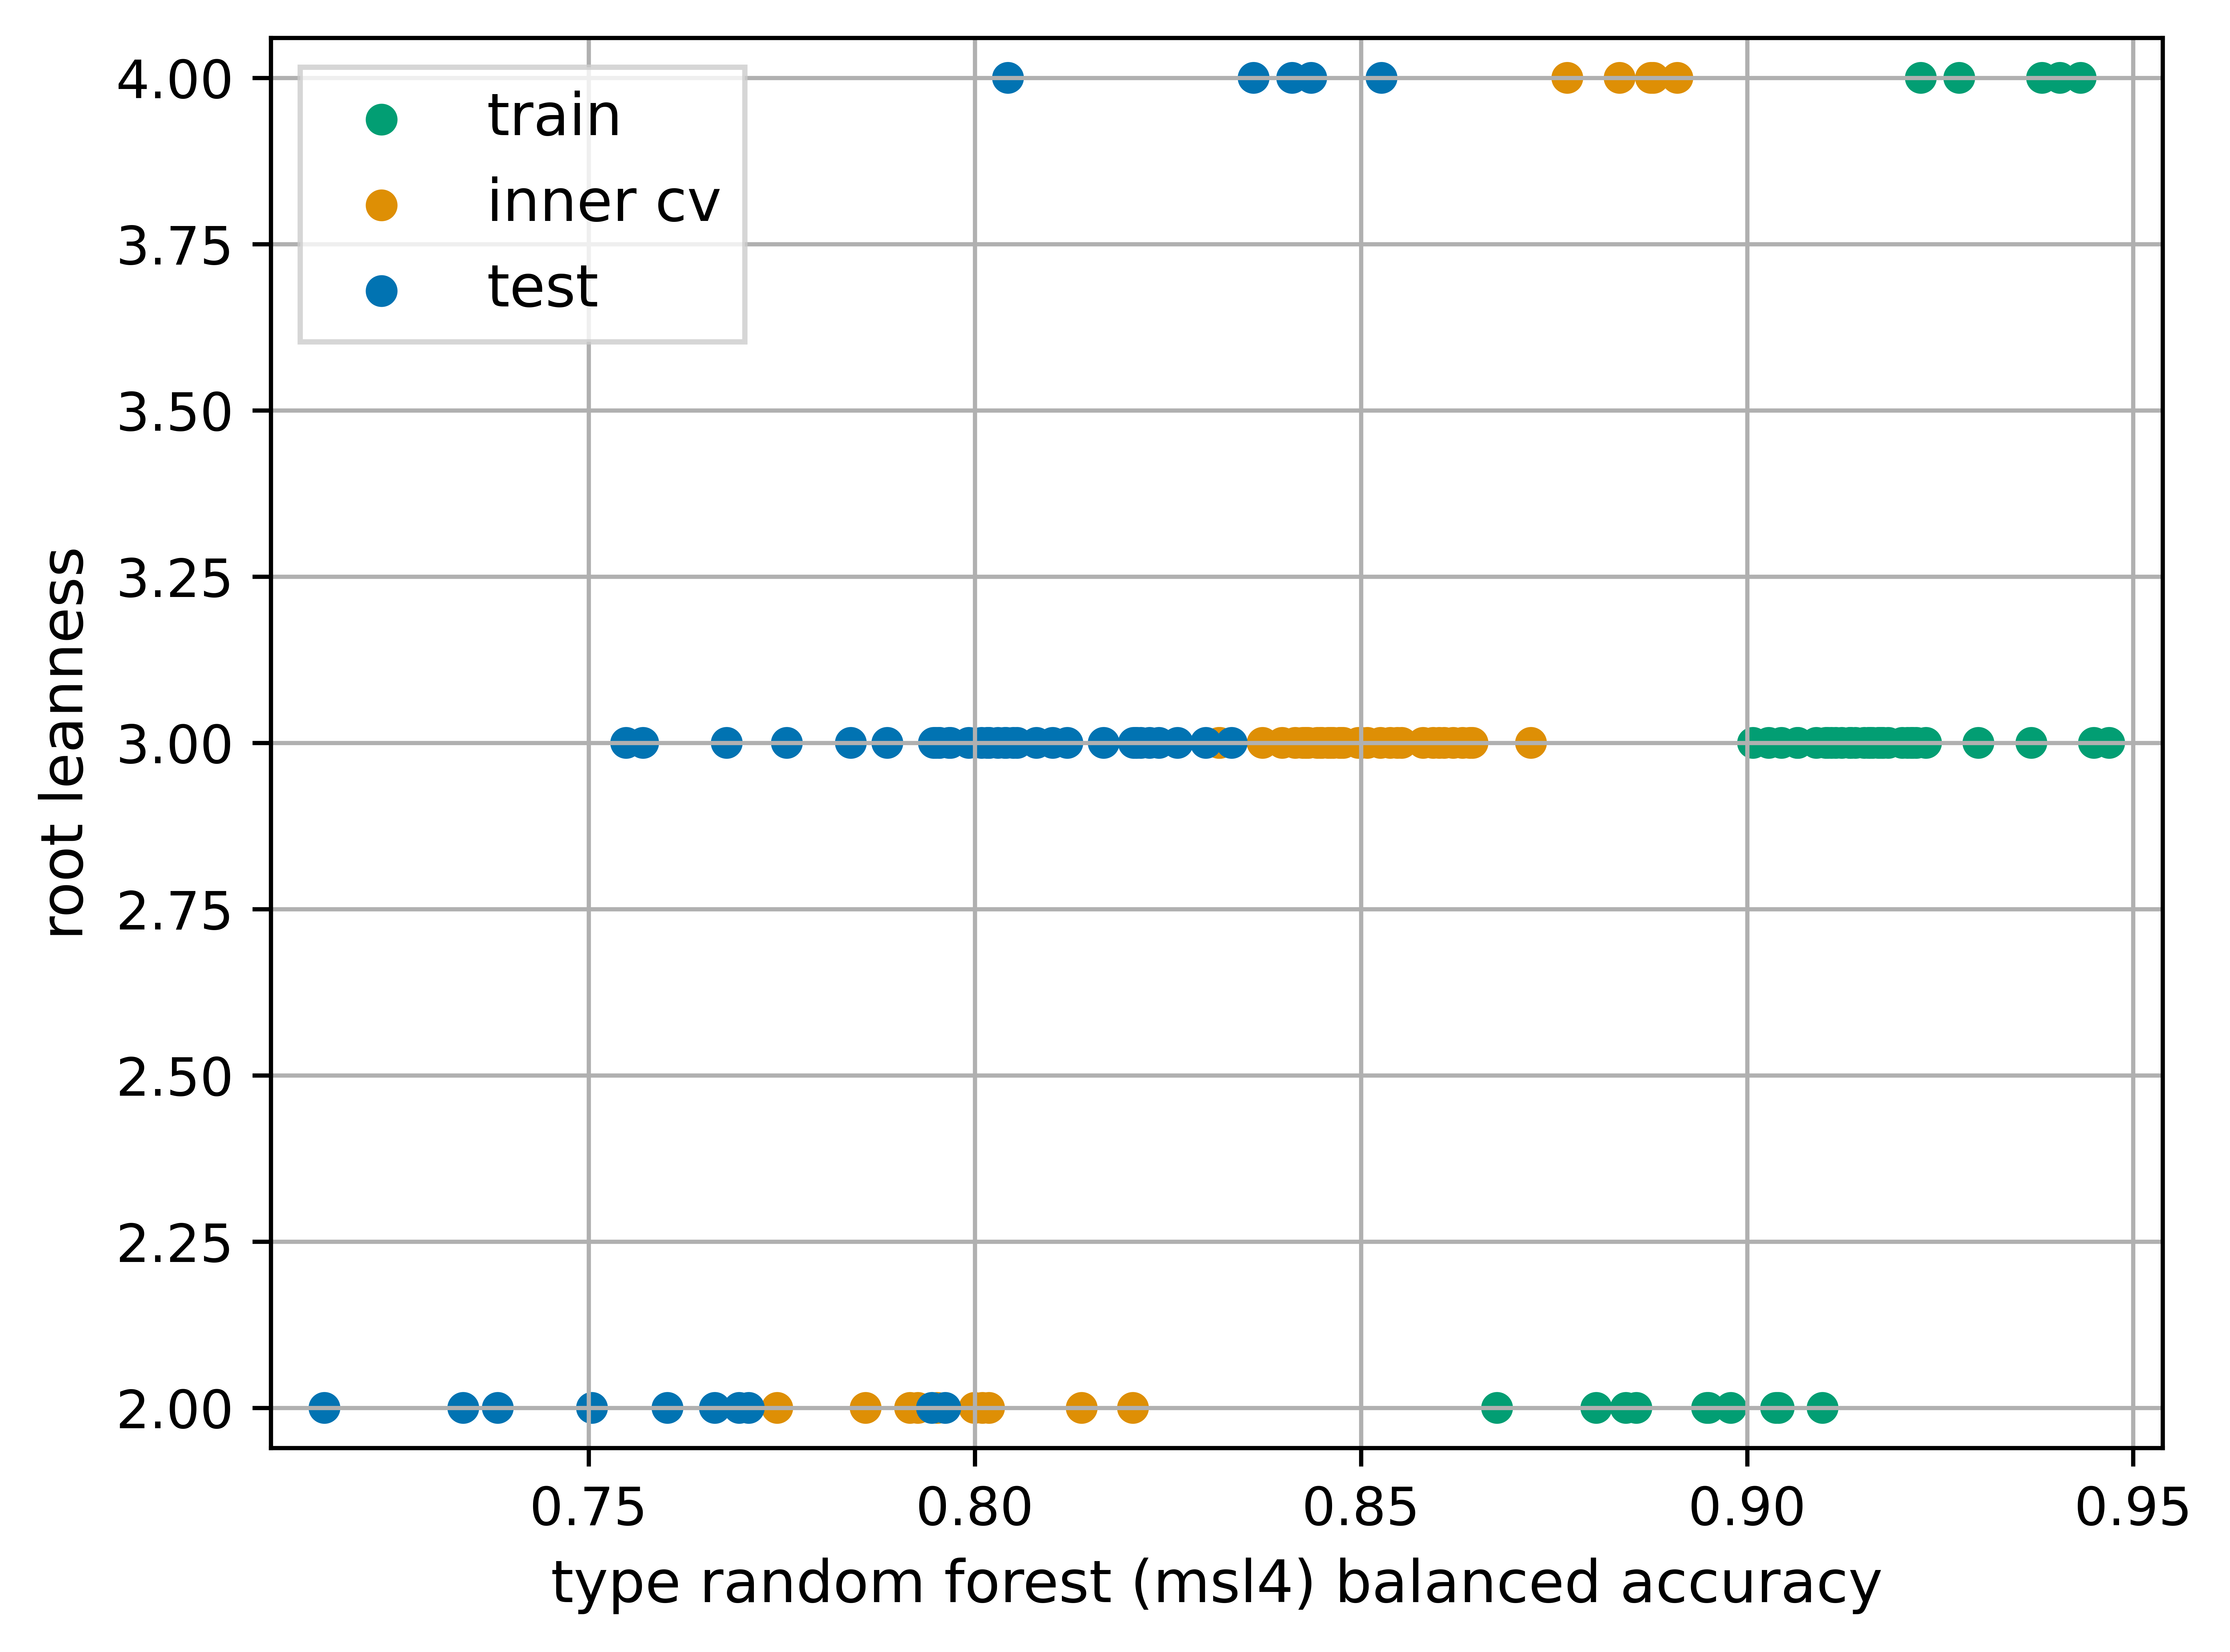 train
inner cv
test
4.00
3.75
3.50
3.25
3.00
2.75
2.50
2.25
2.00
root leanness
0.75 0.80 0.85 0.90 0.95
type random forest (msl4) balanced accuracy